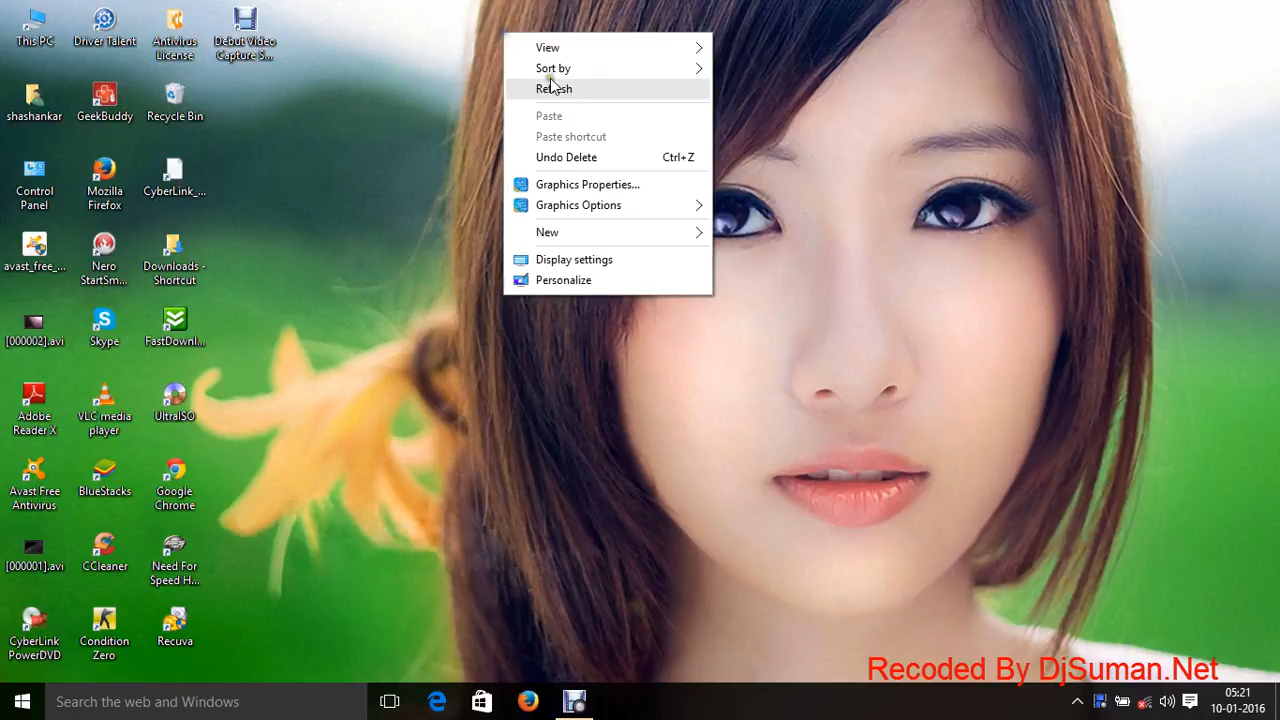 This PC
Driver Talent
Antivirus
License
Debut Video
Capture S...
shashankar
GeekBuddy
Recycle Bin
Control
Panel
Mozilla
Firefox
CyberLink_...
avast_free_...
Nero
StartSm...
Downloads -
Shortcut
[000002].avi
Skype
FastDownl...
Adobe
Reader X
VLC media
player
UltraISO
Avast Free
Antivirus
BlueStacks
Google
Chrome
[000001].avi
CCleaner
Need For
Speed H...
CyberLink
PowerDVD
Condition
Zero
Recuva
View
Sort by
Refresh
Paste
Paste shortcut
Undo Delete Ctrl+Z
Graphics Properties...
Graphics Options
New
Display settings
Personalize
Recoded By DjSuman.Net
Search the web and Windows
05:21
10-01-2016